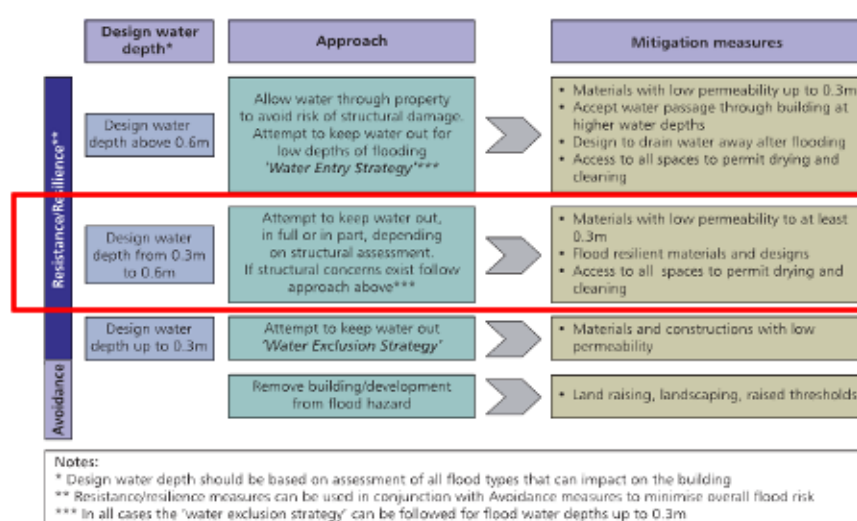 Design water
depth*
Approach
Mitigation measures
Resistance/Resilience**
Design water
depth above 0.6m
Allow water through property
to avoid risk of structural damage.
Attempt to keep water out for
low depths of flooding
'Water Entry Strategy'***
• Materials with low permeability up to 0.3m
• Accept water passage through building at
higher water depths
• Design to drain water away after flooding
• Access to all spaces to permit drying and
cleaning
Design water
depth from 0.3m
to 0.6m
Attempt to keep water out,
in full or in part, depending
on structural assessment.
If structural concerns exist follow
approach above***
• Materials with low permeability to at least
0.3m
• Flood resilient materials and designs
• Access to all spaces to permit drying and
cleaning
Design water
depth up to 0.3m
Attempt to keep water out
'Water Exclusion Strategy'
• Materials and constructions with low
permeability
Avoidance
Remove building/development
from flood hazard
• Land raising, landscaping, raised thresholds
Notes:
* Design water depth should be based on assessment of all flood types that can impact on the building
** Resistance/resilience measures can be used in conjunction with Avoidance measures to minimise overall flood risk
*** In all cases the 'water exclusion strategy' can be followed for flood water depths up to 0.3m